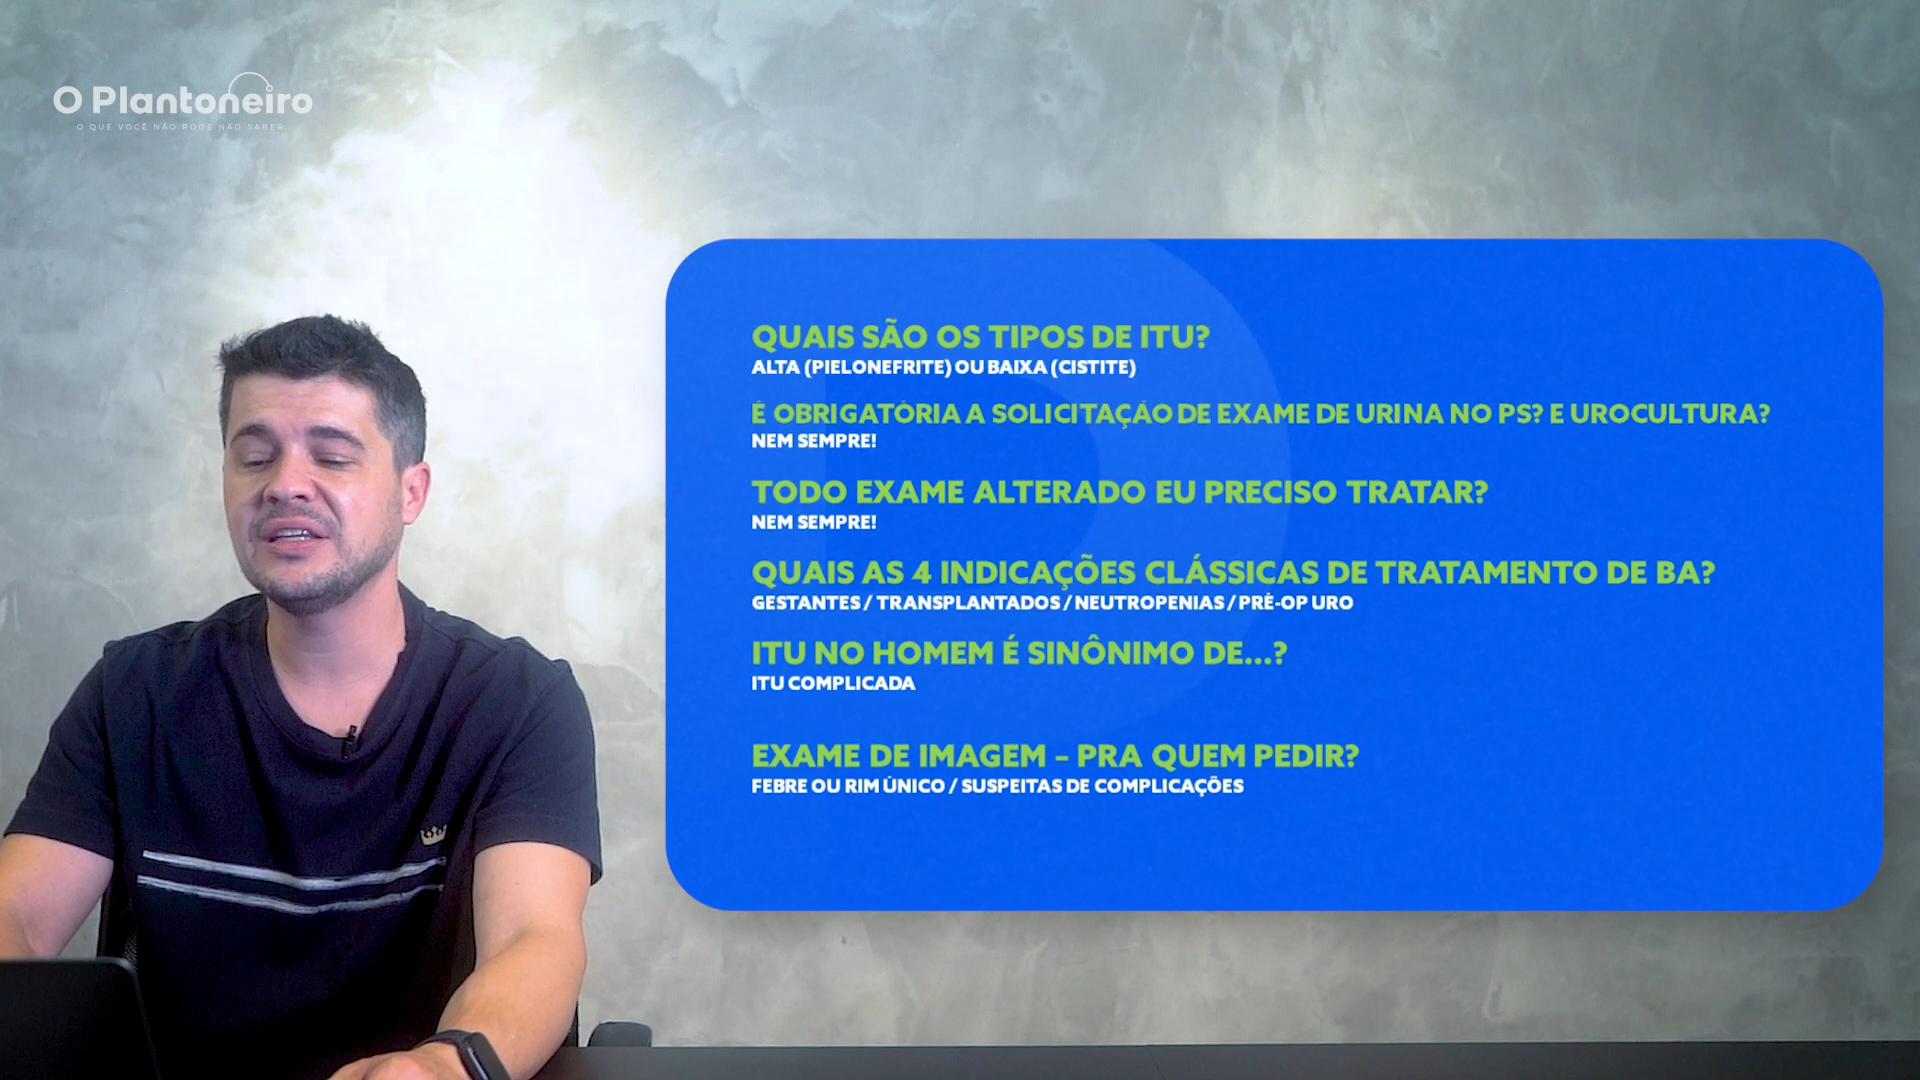 O Plantoneiro
O QUE VOCÊ NÃO PODE NÃO SABER.
QUAIS SÃO OS TIPOS DE ITU?
ALTA (PIELONEFRITE) OU BAIXA (CISTITE)
É OBRIGATÓRIA A SOLICITAÇÃO DE EXAME DE URINA NO PS? E UROCULTURA?
NEM SEMPRE!
TODO EXAME ALTERADO EU PRECISO TRATAR?
NEM SEMPRE!
QUAIS AS 4 INDICAÇÕES CLÁSSICAS DE TRATAMENTO DE BA?
GESTANTES / TRANSPLANTADOS / NEUTROPENIAS / PRÉ-OP URO
ITU NO HOMEM É SINÔNIMO DE...?
ITU COMPLICADA
EXAME DE IMAGEM – PRA QUEM PEDIR?
FEBRE OU RIM ÚNICO / SUSPEITAS DE COMPLICAÇÕES